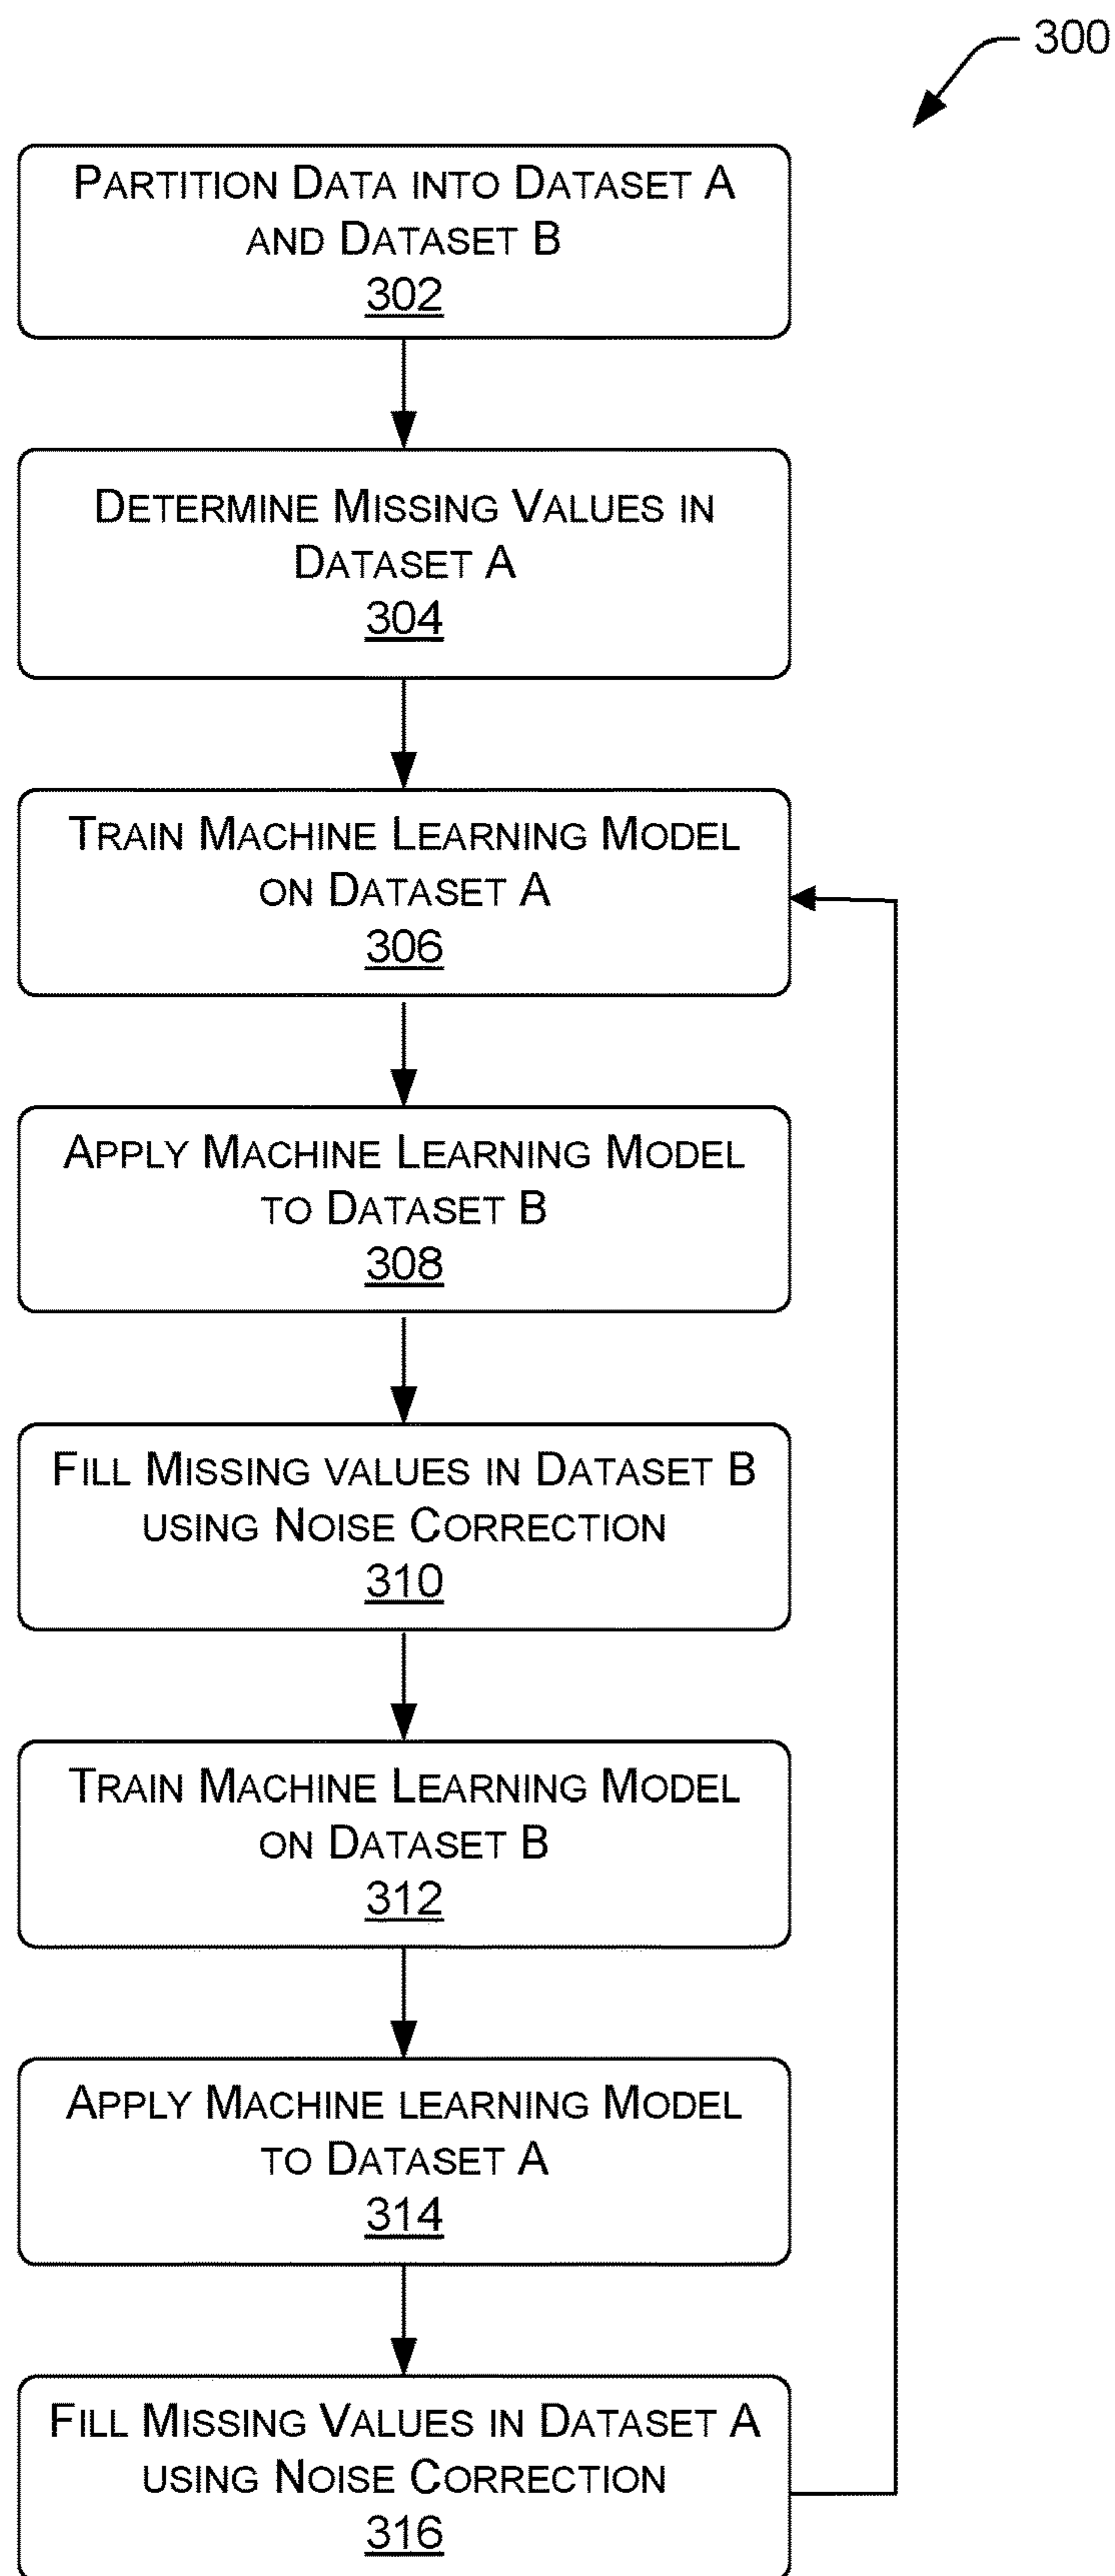 300
PARTITION DATA INTO DATASET A
AND DATASET B
302
DETERMINE MISSING VALUES IN
DATASET A
304
TRAIN MACHINE LEARNING MODEL
ON DATASET A
306
APPLY MACHINE LEARNING MODEL
TO DATASET B
308
FILL MISSING VALUES IN DATASET B
USING NOISE CORRECTION
310
TRAIN MACHINE LEARNING MODEL
ON DATASET B
312
APPLY MACHINE LEARNING MODEL
TO DATASET A
314
FILL MISSING VALUES IN DATASET A
USING NOISE CORRECTION
316